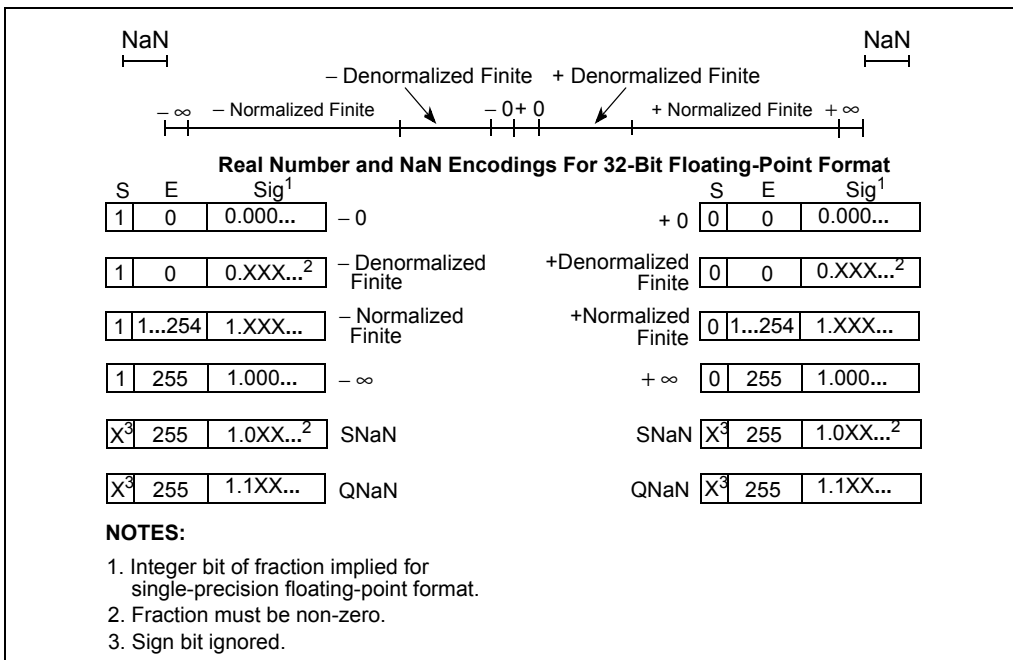 NaN NaN
− Denormalized Finite + Denormalized Finite
− ∞ − Normalized Finite − 0 + 0 + Normalized Finite + ∞
Real Number and NaN Encodings For 32-Bit Floating-Point Format
S E Sig1 S E Sig1
1 0 0.000... − 0 + 0 0 0 0.000...
1 0 0.XXX...2 − Denormalized Finite +Denormalized Finite 0 0 0.XXX...2
1 1...254 1.XXX... − Normalized Finite +Normalized Finite 0 1...254 1.XXX...
1 255 1.000... − ∞ + ∞ 0 255 1.000...
X3 255 1.0XX...2 SNaN SNaN X3 255 1.0XX...2
X3 255 1.1XX... QNaN QNaN X3 255 1.1XX...
NOTES:
1. Integer bit of fraction implied for
single-precision floating-point format.
2. Fraction must be non-zero.
3. Sign bit ignored.